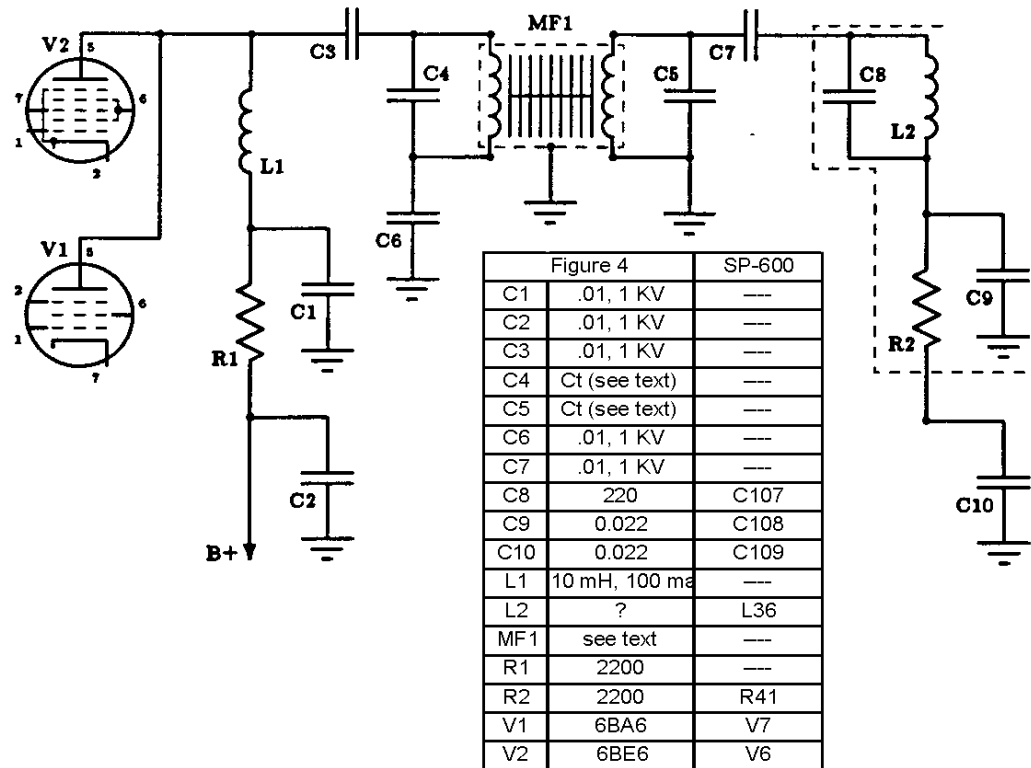 MF1
V2
5
C3
C7
7
6
1
2
C4
C5
C8
L1
L2
V1
5
C6
2
6
1
7
C1
R1
C9
R2
C2
C10
B+
Figure 4 SP-600
C1 .01, 1 KV ----
C2 .01, 1 KV ----
C3 .01, 1 KV ----
C4 Ct (see text) ----
C5 Ct (see text) ----
C6 .01, 1 KV ----
C7 .01, 1 KV ----
C8 220 C107
C9 0.022 C108
C10 0.022 C109
L1 10 mH, 100 ma ----
L2 ? L36
MF1 see text ----
R1 2200 ----
R2 2200 R41
V1 6BA6 V7
V2 6BE6 V6